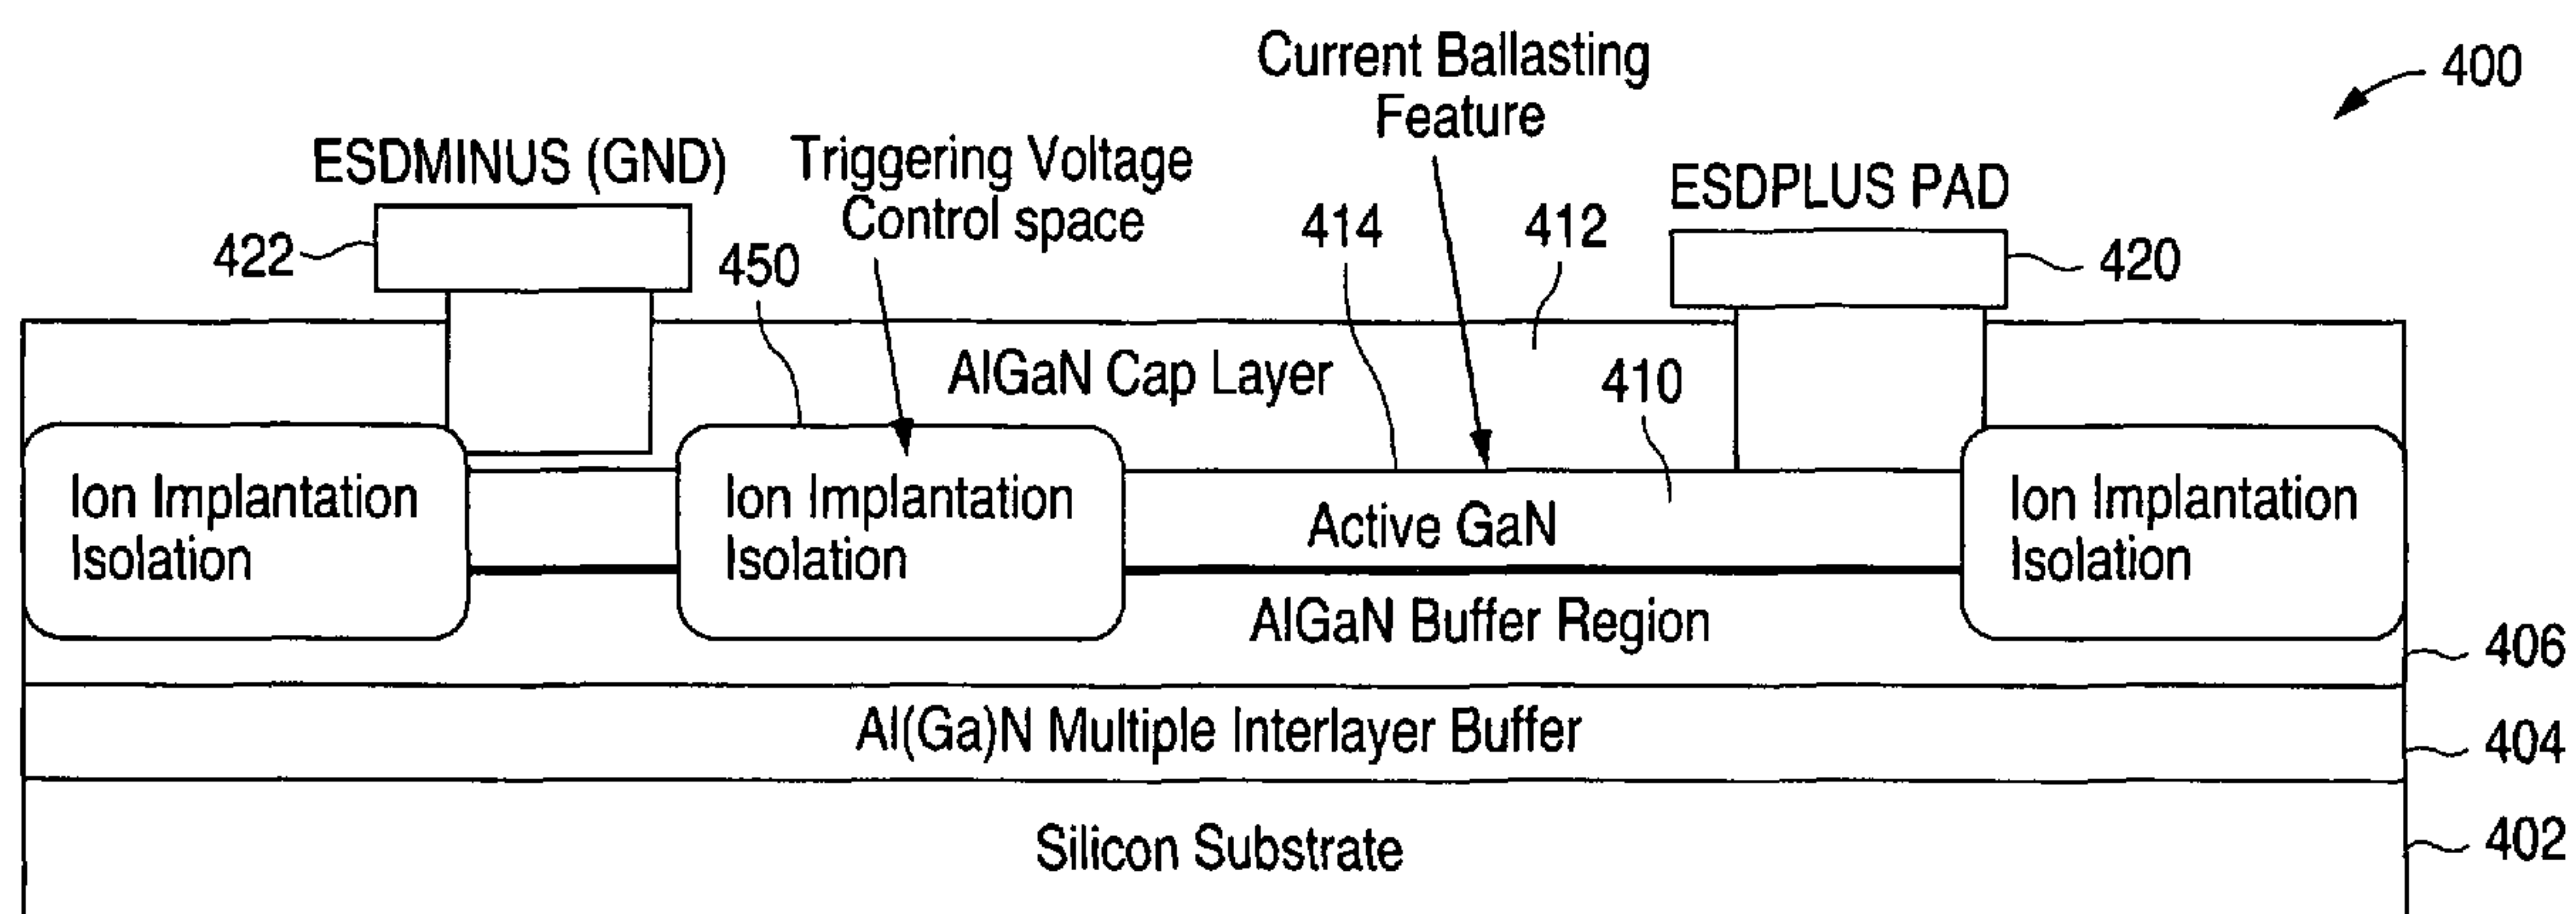 Current Ballasting
Feature
400
ESDMINUS (GND)
Triggering Voltage
Control space
ESDPLUS PAD
422
450
414
412
420
AlGaN Cap Layer
410
Ion Implantation
Isolation
Ion Implantation
Isolation
Active GaN
Ion Implantation
Isolation
AlGaN Buffer Region
406
Al(Ga)N Multiple Interlayer Buffer
404
Silicon Substrate
402